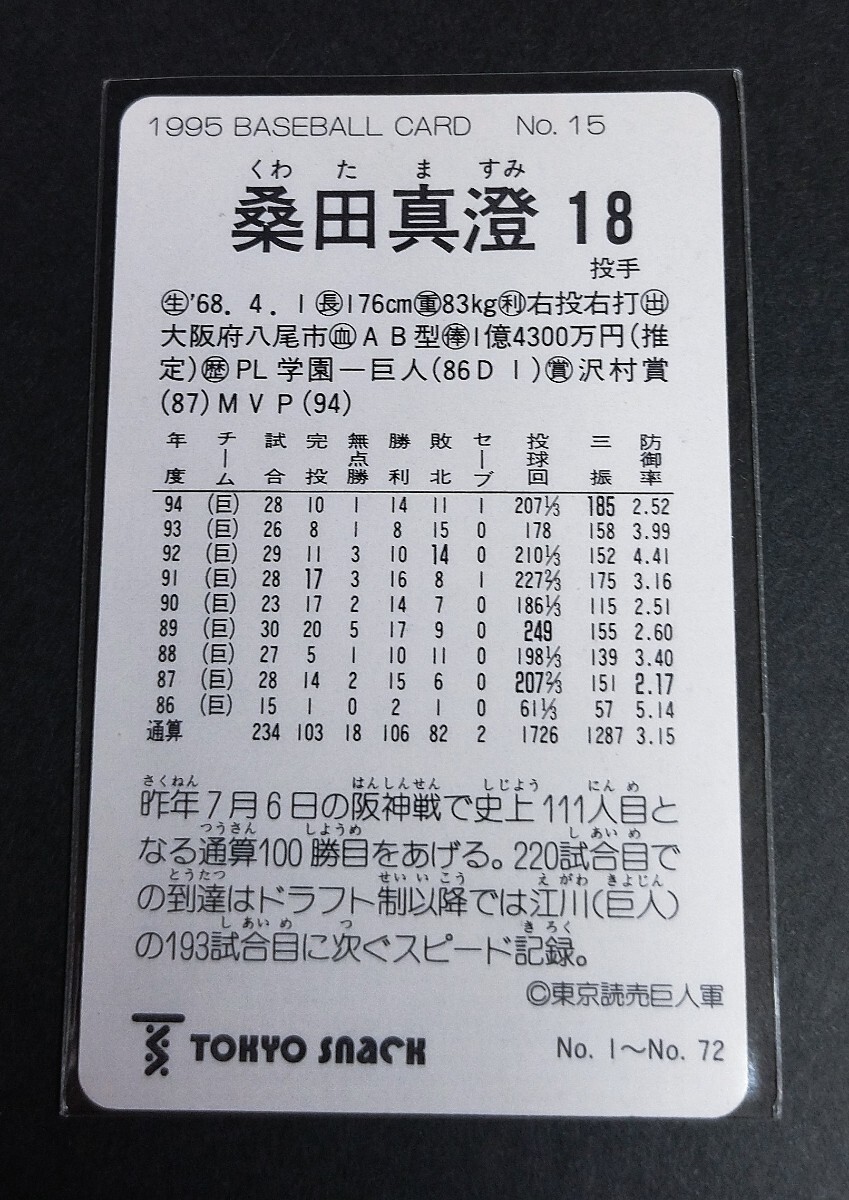 1995 BASEBALL CARD No. 15
くわ た ま すみ
桑田真澄 18
投手
㊤'68. 4. 1㊐176cm㊐83kg㊐右投右打㊐
大阪府八尾市㊐AB型㊐1億4300万円(推
定)㊐PL学園—巨人(86D1)㊐沢村賞
(87)MVP(94)
年度 チーム 試合 完投 無点勝 勝利 敗北 セーブ 投球回 三振 防御率
94 (巨) 28 10 1 14 11 1 207⅓ 185 2.52
93 (巨) 26 8 1 8 15 0 178 158 3.99
92 (巨) 29 11 3 10 14 0 210⅓ 152 4.41
91 (巨) 28 17 3 16 8 1 227⅔ 175 3.16
90 (巨) 23 17 2 14 7 0 186⅓ 115 2.51
89 (巨) 30 20 5 17 9 0 249 155 2.60
88 (巨) 27 5 1 10 11 0 198⅓ 139 3.40
87 (巨) 28 14 2 15 6 0 207⅔ 151 2.17
86 (巨) 15 1 0 2 1 0 61⅓ 57 5.14
通算 234 103 18 106 82 2 1726 1287 3.15
さくねん はんしんせん しじよう にん め
昨年7月6日の阪神戦で史上111人目と
つうさん しようめ し あいめ
なる通算100勝目をあげる。220試合目で
とうたつ せい い こう え がわ きよじん
の到達はドラフト制以降では江川(巨人)
し あい め つ き ろく
の193試合目に次ぐスピード記録。
©東京読売巨人軍
TOKYO SNACK No. 1〜No. 72